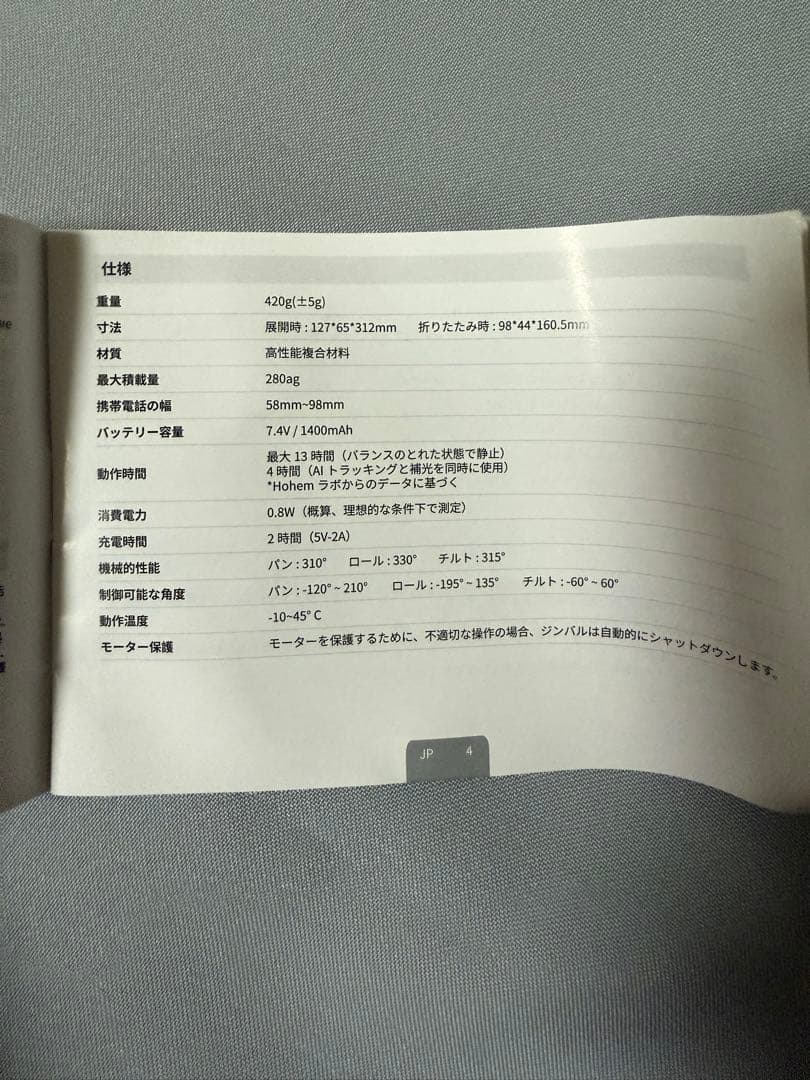 仕様
重量 420g(±5g)
寸法 展開時 : 127*65*312mm 折りたたみ時 : 98*44*160.5mm
材質 高性能複合材料
最大積載量 280ag
携帯電話の幅 58mm~98mm
バッテリー容量 7.4V / 1400mAh
動作時間 最大 13 時間（バランスのとれた状態で静止）
4 時間（AI トラッキングと補光を同時に使用）
*Hohem ラボからのデータに基づく
消費電力 0.8W（概算、理想的な条件下で測定）
充電時間 2 時間（5V-2A）
機械的性能 パン : 310° ロール : 330° チルト : 315°
制御可能な角度 パン : -120° ~ 210° ロール : -195° ~ 135° チルト : -60° ~ 60°
動作温度 -10~45° C
モーター保護 モーターを保護するために、不適切な操作の場合、ジンバルは自動的にシャットダウンします。
JP 4